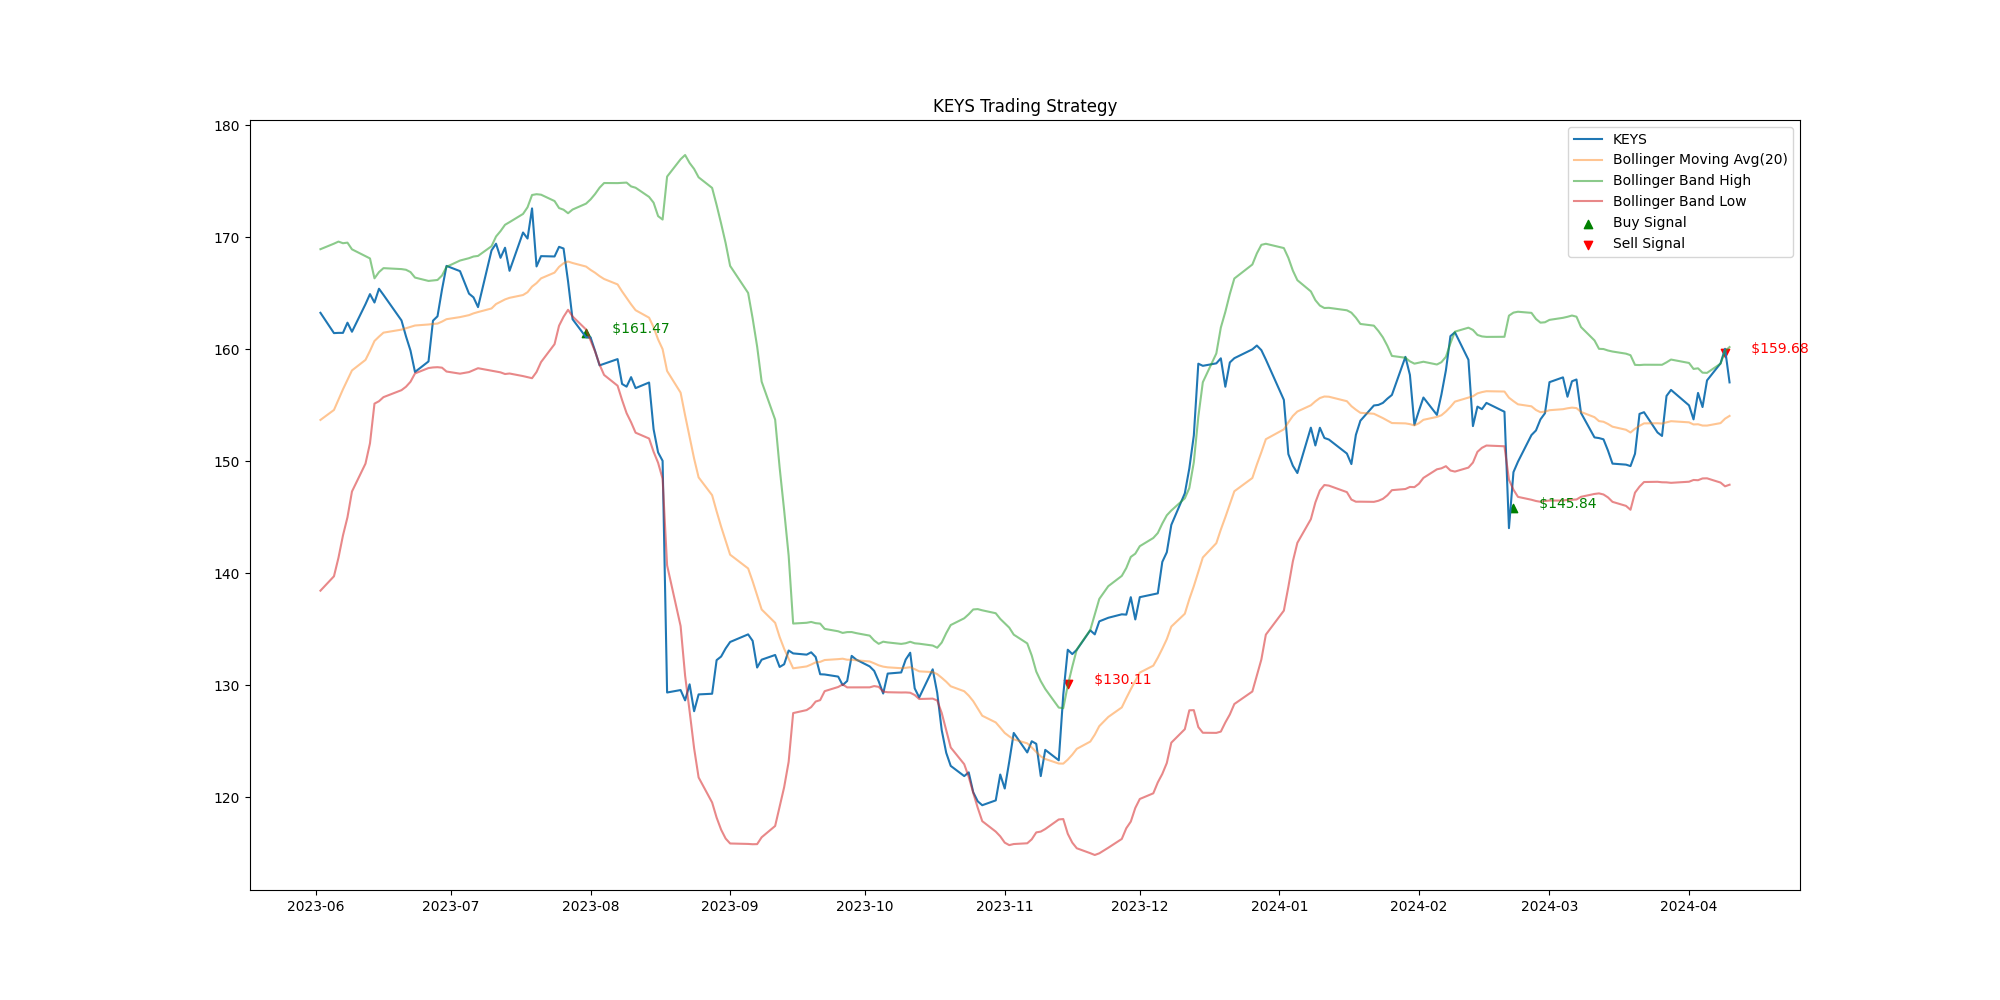 KEYS Trading Strategy
180
170
160
150
140
130
120
KEYS
Bollinger Moving Avg(20)
Bollinger Band High
Bollinger Band Low
Buy Signal
Sell Signal
$161.47
$159.68
$145.84
$130.11
2023-06 2023-07 2023-08 2023-09 2023-10 2023-11 2023-12 2024-01 2024-02 2024-03 2024-04